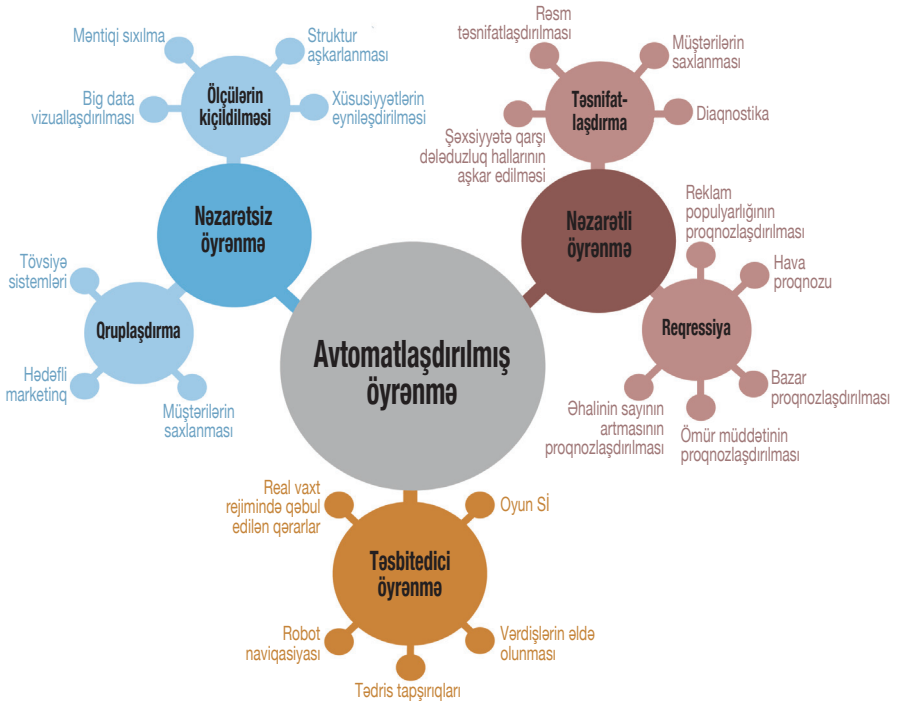 Məntiqi sıxılma
Struktur
aşkarlanması
Big data
vizuallaşdırılması
Ölçülərin
kiçildilməsi
Xüsusiyyətlərin
eyniləşdirilməsi
Nəzarətsiz
öyrənmə
Tövsiyə
sistemləri
Qruplaşdırma
Hədəfli
marketinq
Müştərilərin
saxlanması
Rəsm
təsnifatlaşdırılması
Müştərilərin
saxlanması
Təsnifat-
laşdırma
Diaqnostika
Şəxsiyyətə qarşı
dələduzluq hallarının
aşkar edilməsi
Nəzarətli
öyrənmə
Reklam
populyarlığının
proqnozlaşdırılması
Hava
proqnozu
Reqressiya
Bazar
proqnozlaşdırılması
Əhalinin sayının
artmasının
proqnozlaşdırılması
Ömür müddətinin
proqnozlaşdırılması
Avtomatlaşdırılmış
öyrənmə
Real vaxt
rejimində qəbul
edilən qərarlar
Oyun Sİ
Təsbitedici
öyrənmə
Robot
naviqasiyası
Vərdişlərin əldə
olunması
Tədris tapşırıqları